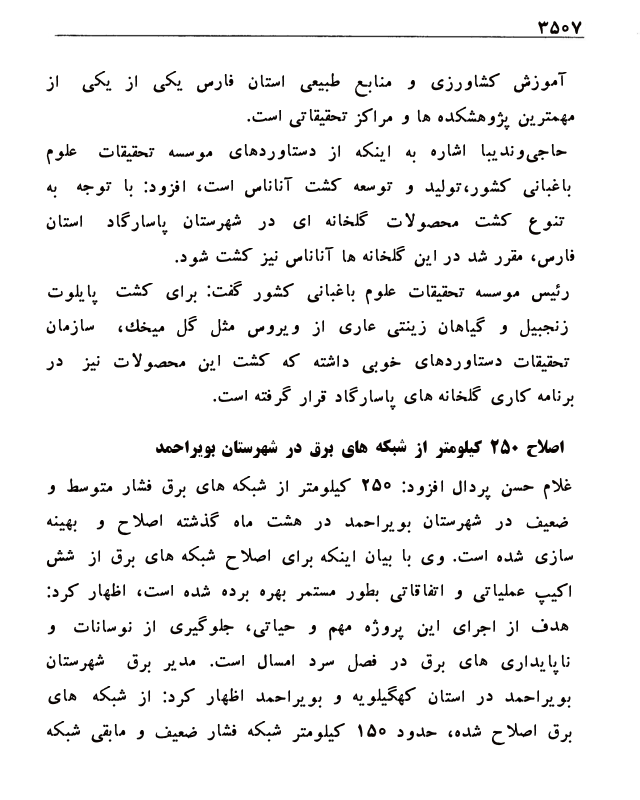 ۳۵۰۷
آموزش کشاورزی و منابع طبیعی استان فارس یکی از یکی از
مهمترین پژوهشکده ها و مراکز تحقیقاتی است.
حاجی‌وندیبا اشاره به اینکه از دستاوردهای موسسه تحقیقات علوم
باغبانی کشور،تولید و توسعه کشت آناناس است، افزود: با توجه به
تنوع کشت محصولات گلخانه ای در شهرستان پاسارگاد استان
فارس، مقرر شد در این گلخانه ها آناناس نیز کشت شود.
رئیس موسسه تحقیقات علوم باغبانی کشور گفت: برای کشت پایلوت
زنجبیل و گیاهان زینتی عاری از ویروس مثل گل میخك، سازمان
تحقیقات دستاوردهای خوبی داشته که کشت این محصولات نیز در
برنامه کاری گلخانه های پاسارگاد قرار گرفته است.
اصلاح ۲۵۰ کیلومتر از شبکه های برق در شهرستان بویراحمد
غلام حسن پردال افزود: ۲۵۰ کیلومتر از شبکه های برق فشار متوسط و
ضعیف در شهرستان بویراحمد در هشت ماه گذشته اصلاح و بهینه
سازی شده است. وی با بیان اینکه برای اصلاح شبکه های برق از شش
اکیپ عملیاتی و اتفاقاتی بطور مستمر بهره برده شده است، اظهار کرد:
هدف از اجرای این پروژه مهم و حیاتی، جلوگیری از نوسانات و
ناپایداری های برق در فصل سرد امسال است. مدیر برق شهرستان
بویراحمد در استان کهگیلویه و بویراحمد اظهار کرد: از شبکه های
برق اصلاح شده، حدود ۱۵۰ کیلومتر شبکه فشار ضعیف و مابقی شبکه